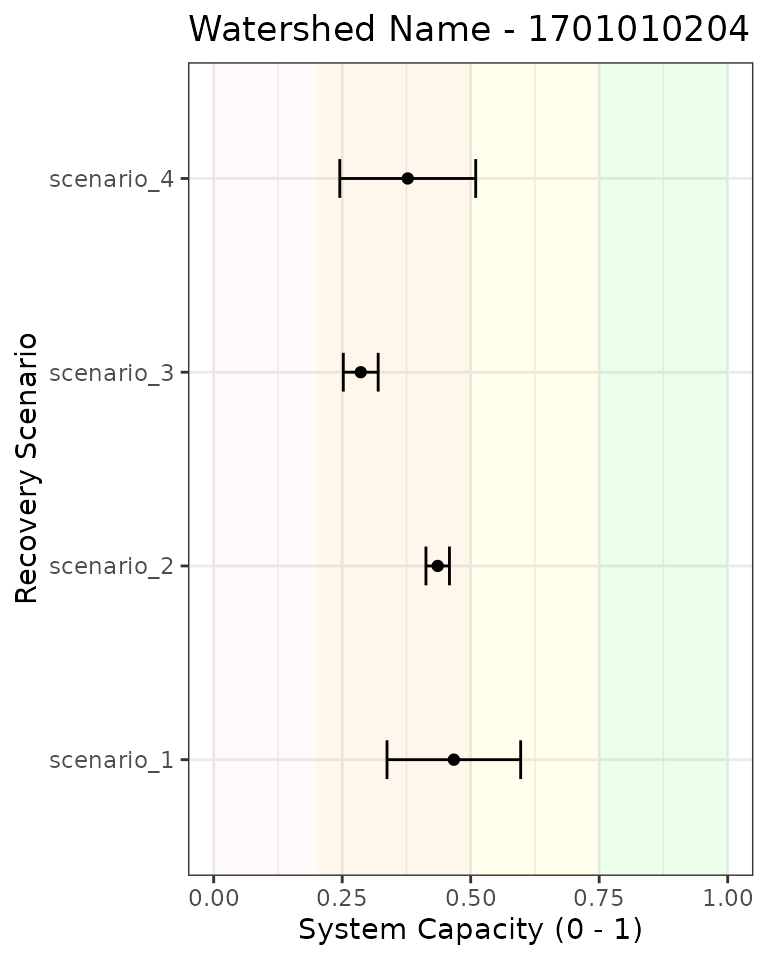 Watershed Name - 1701010204
Recovery Scenario
scenario_4
scenario_3
scenario_2
scenario_1
0.00 0.25 0.50 0.75 1.00
System Capacity (0 - 1)